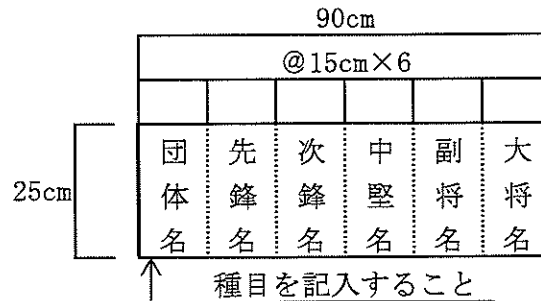 90cm
@15cm×6
25cm
団体名
先鋒名
次鋒名
中堅名
副将名
大将名
種目を記入すること